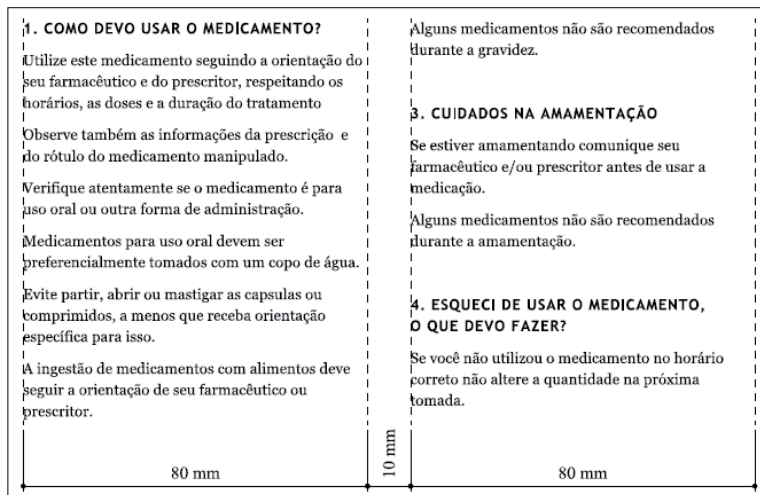 1. COMO DEVO USAR O MEDICAMENTO?
Utilize este medicamento seguindo a orientação do
seu farmacêutico e do prescritor, respeitando os
horários, as doses e a duração do tratamento
Observe também as informações da prescrição e
do rótulo do medicamento manipulado.
Verifique atentamente se o medicamento é para
uso oral ou outra forma de administração.
Medicamentos para uso oral devem ser
preferencialmente tomados com um copo de água.
Evite partir, abrir ou mastigar as capsulas ou
comprimidos, a menos que receba orientação
específica para isso.
A ingestão de medicamentos com alimentos deve
seguir a orientação de seu farmacêutico ou
prescritor.
80 mm
10 mm
Alguns medicamentos não são recomendados
durante a gravidez.
3. CUIDADOS NA AMAMENTAÇÃO
Se estiver amamentando comunique seu
farmacêutico e/ou prescritor antes de usar a
medicação.
Alguns medicamentos não são recomendados
durante a amamentação.
4. ESQUECI DE USAR O MEDICAMENTO,
O QUE DEVO FAZER?
Se você não utilizou o medicamento no horário
correto não altere a quantidade na próxima
tomada.
80 mm